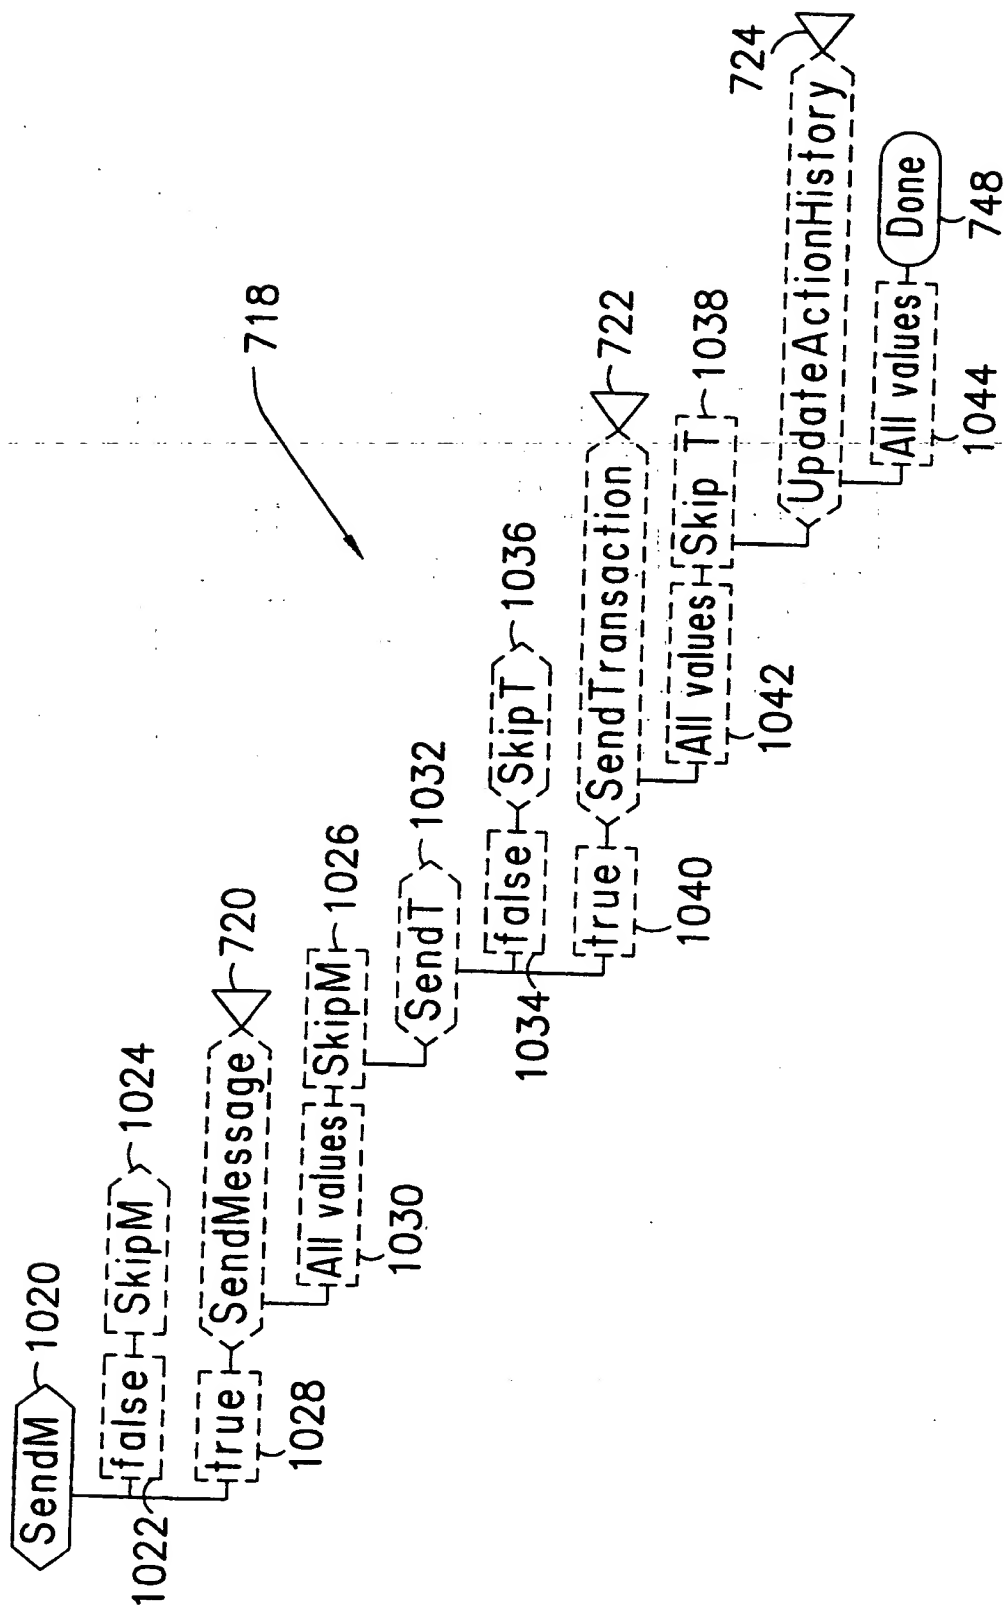 SendM 1020
false SkipM 1024
1022
true SendMessage 720
1028
All values SkipM 1026
1030
SendT 1032
false SkipT 1036
1034
true SendTransaction 722
1040
All values Skip T 1038
1042
UpdateActionHistory 724
All values Done
1044 748
718